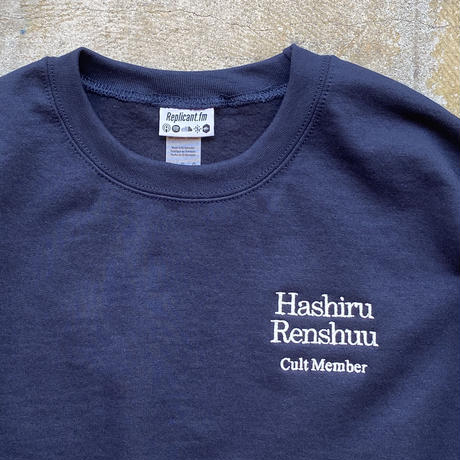 Replicant.fm
Hashiru
Renshuu
Cult Member